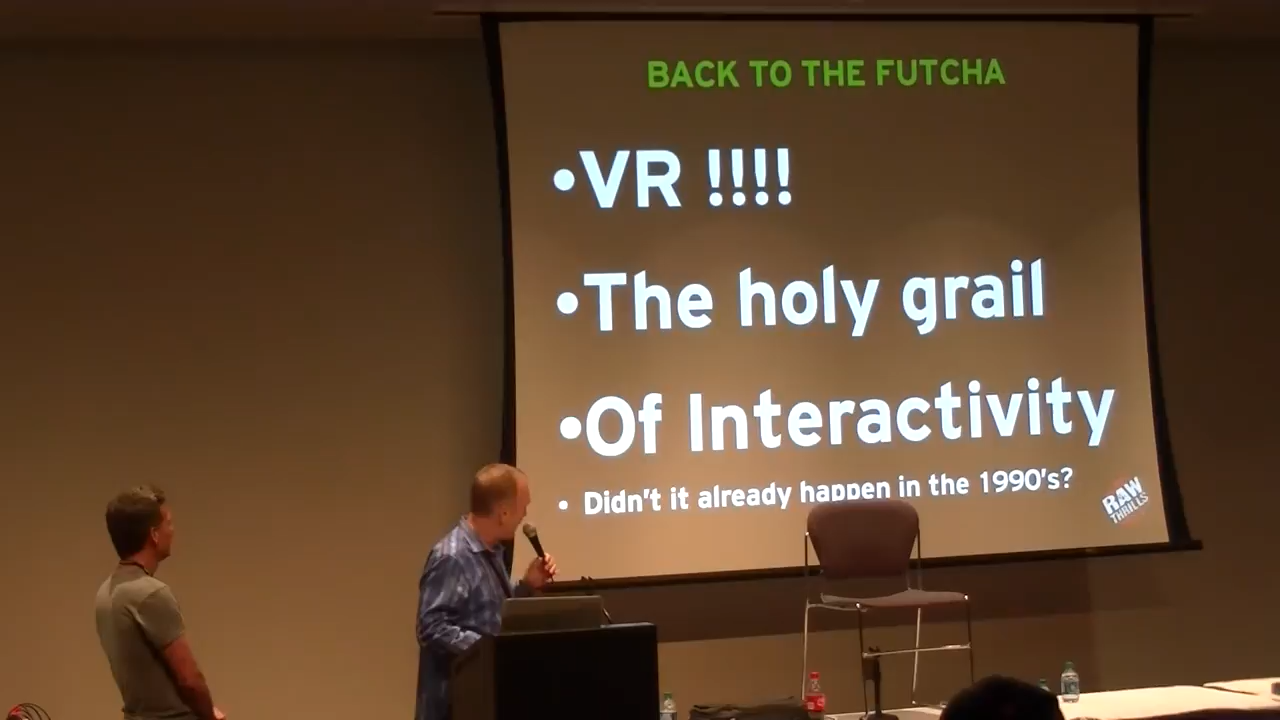 BACK TO THE FUTCHA
•VR !!!!
•The holy grail
•Of Interactivity
• Didn't it already happen in the 1990's?
RAW
THRILLS